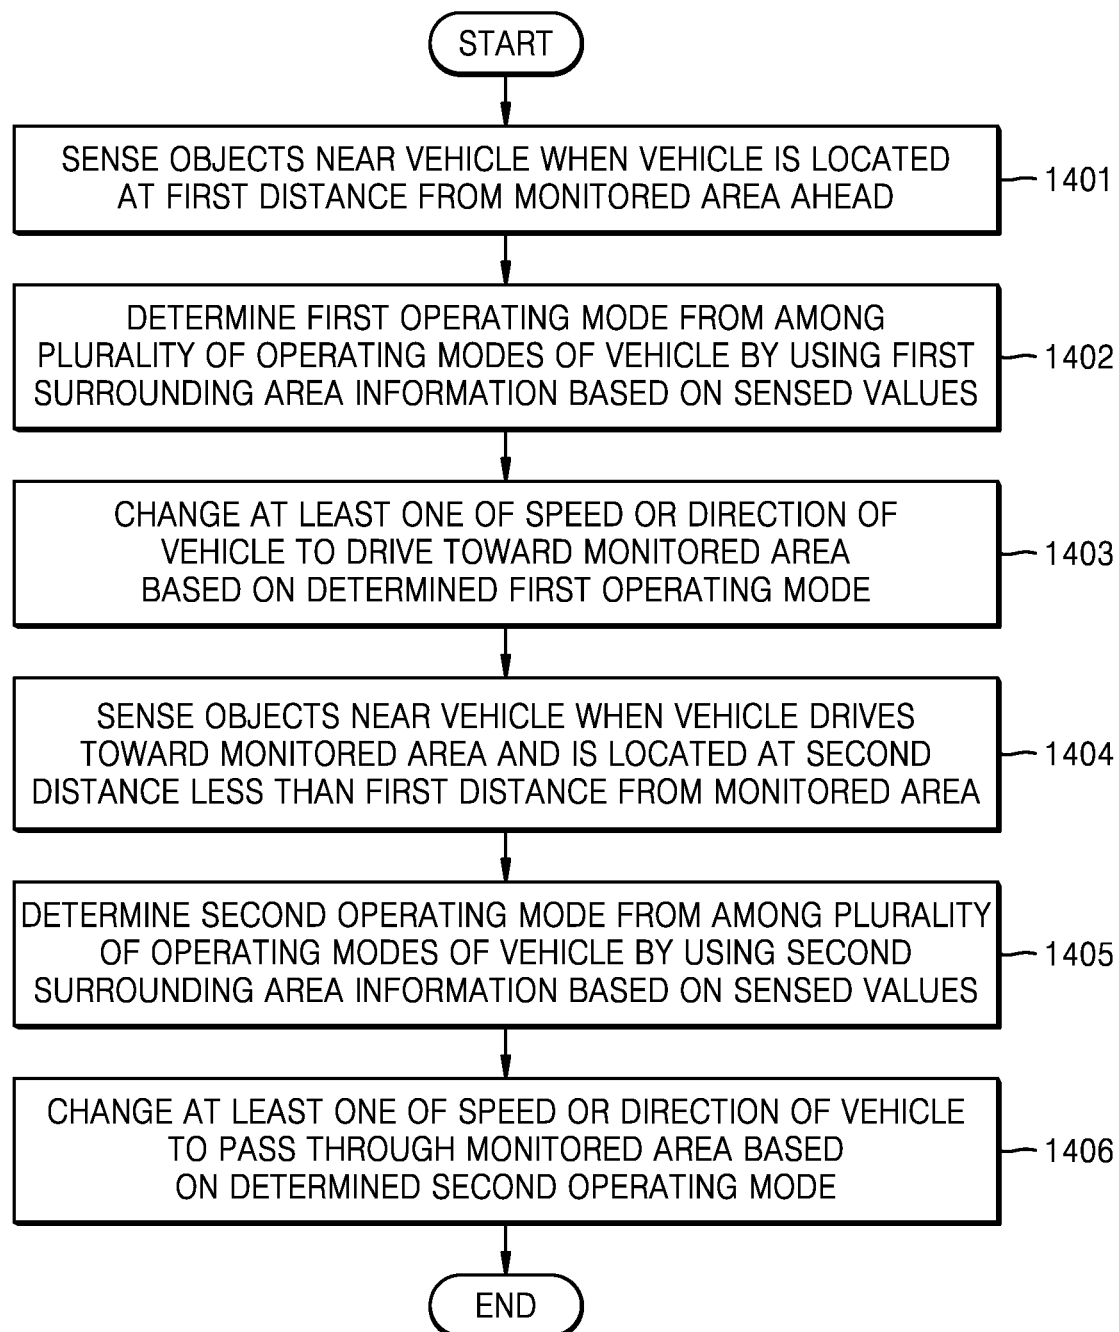 START
SENSE OBJECTS NEAR VEHICLE WHEN VEHICLE IS LOCATED
AT FIRST DISTANCE FROM MONITORED AREA AHEAD
1401
DETERMINE FIRST OPERATING MODE FROM AMONG
PLURALITY OF OPERATING MODES OF VEHICLE BY USING FIRST
SURROUNDING AREA INFORMATION BASED ON SENSED VALUES
1402
CHANGE AT LEAST ONE OF SPEED OR DIRECTION OF
VEHICLE TO DRIVE TOWARD MONITORED AREA
BASED ON DETERMINED FIRST OPERATING MODE
1403
SENSE OBJECTS NEAR VEHICLE WHEN VEHICLE DRIVES
TOWARD MONITORED AREA AND IS LOCATED AT SECOND
DISTANCE LESS THAN FIRST DISTANCE FROM MONITORED AREA
1404
DETERMINE SECOND OPERATING MODE FROM AMONG PLURALITY
OF OPERATING MODES OF VEHICLE BY USING SECOND
SURROUNDING AREA INFORMATION BASED ON SENSED VALUES
1405
CHANGE AT LEAST ONE OF SPEED OR DIRECTION OF VEHICLE
TO PASS THROUGH MONITORED AREA BASED
ON DETERMINED SECOND OPERATING MODE
1406
END